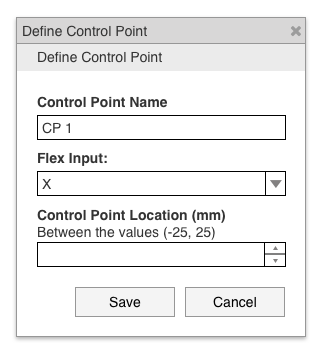 Define Control Point
Define Control Point
Control Point Name
CP 1
Flex Input:
X
Control Point Location (mm)
Between the values (-25, 25)
Save Cancel